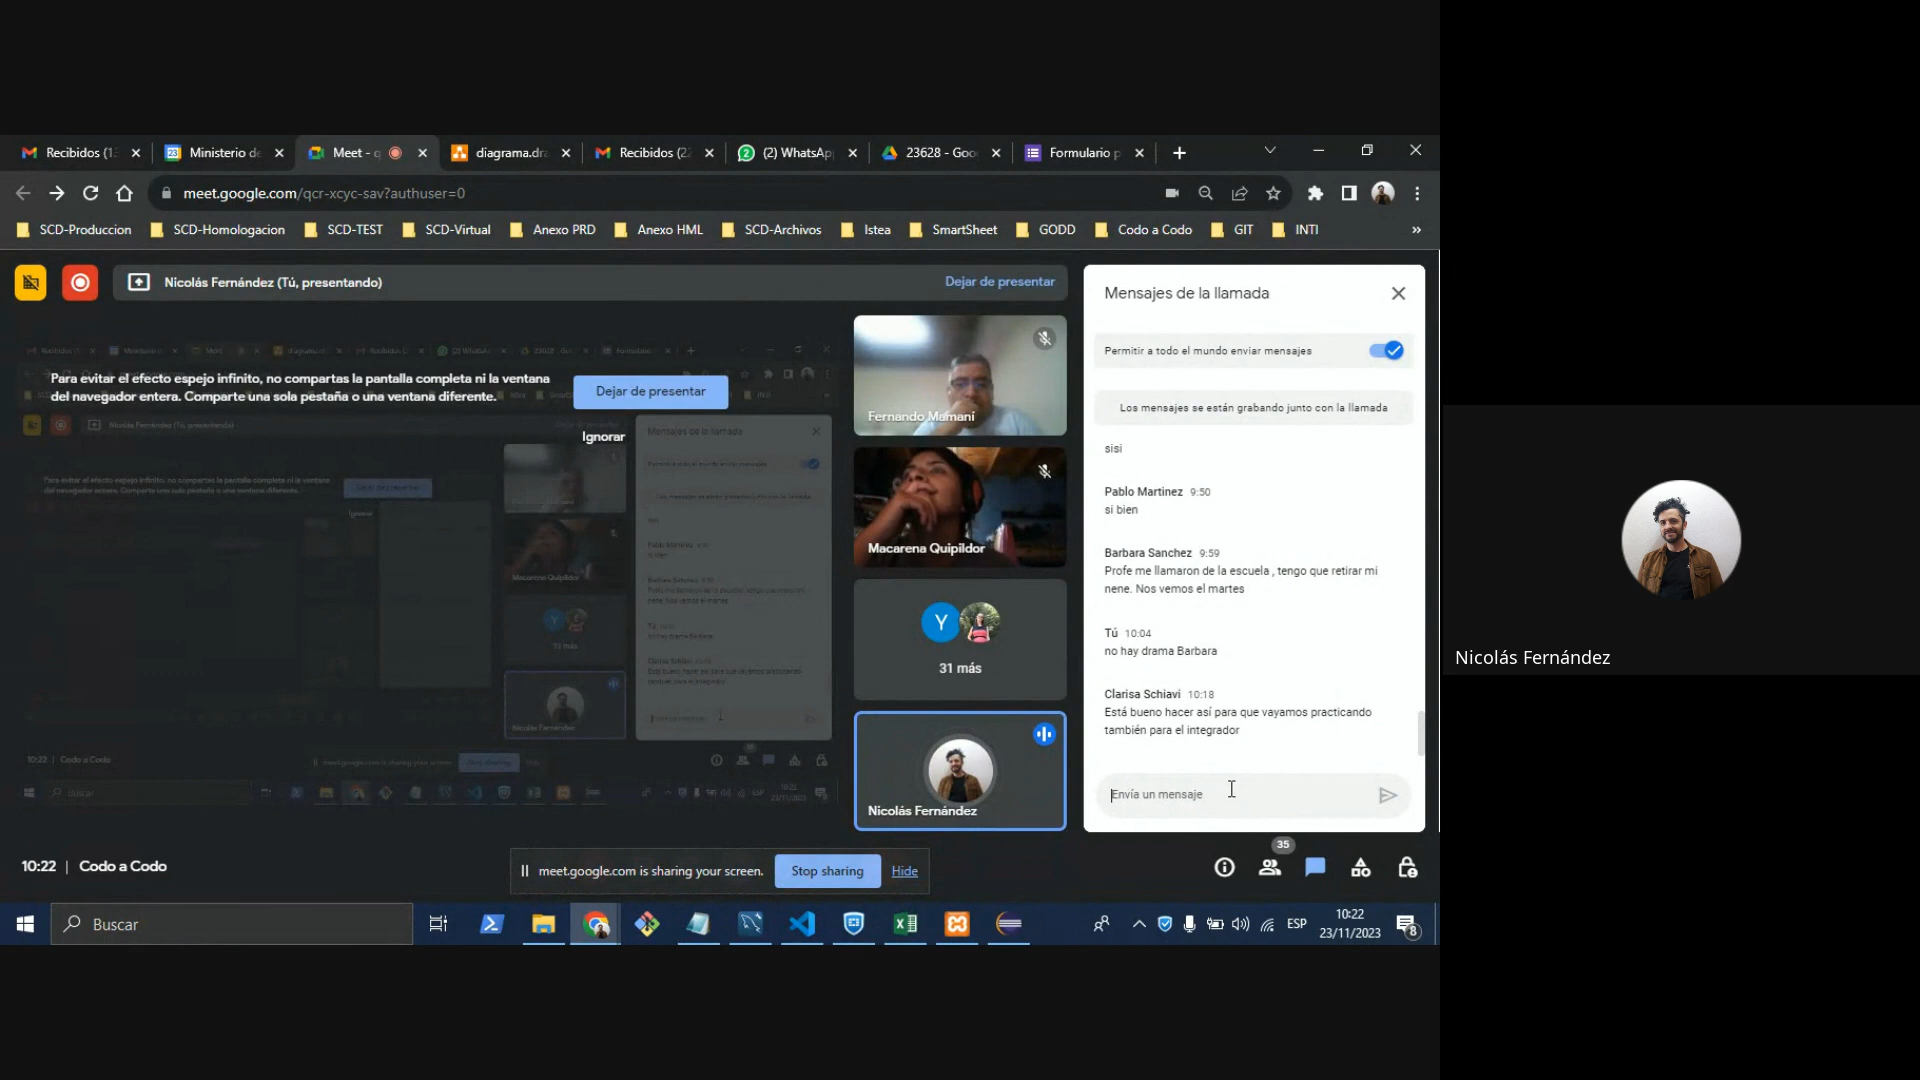 Recibidos (1
Ministerio de
Meet - q
diagrama.dra
Recibidos (2
(2) WhatsAp
23628 - Goo
Formulario p
meet.google.com/qcr-xcyc-sav?authuser=0
SCD-Produccion
SCD-Homologacion
SCD-TEST
SCD-Virtual
Anexo PRD
Anexo HML
SCD-Archivos
Istea
SmartSheet
GODD
Codo a Codo
GIT
INTI
»
Nicolás Fernández (Tú, presentando)
Dejar de presentar
Para evitar el efecto espejo infinito, no compartas la pantalla completa ni la ventana
del navegador entera. Comparte una sola pestaña o una ventana diferente.
Dejar de presentar
Ignorar
Fernando Mamaní
Macarena Quipildor
Y
31 más
Nicolás Fernández
Mensajes de la llamada
Permitir a todo el mundo enviar mensajes
Los mensajes se están grabando junto con la llamada
sisi
Pablo Martinez 9:50
si bien
Barbara Sanchez 9:59
Profe me llamaron de la escuela , tengo que retirar mi
nene. Nos vemos el martes
Tú 10:04
no hay drama Barbara
Clarisa Schiavi 10:18
Está bueno hacer así para que vayamos practicando
también para el integrador
Envía un mensaje
10:22 | Codo a Codo
meet.google.com is sharing your screen.
Stop sharing
Hide
35
Buscar
ESP
10:22
23/11/2023
8
Nicolás Fernández